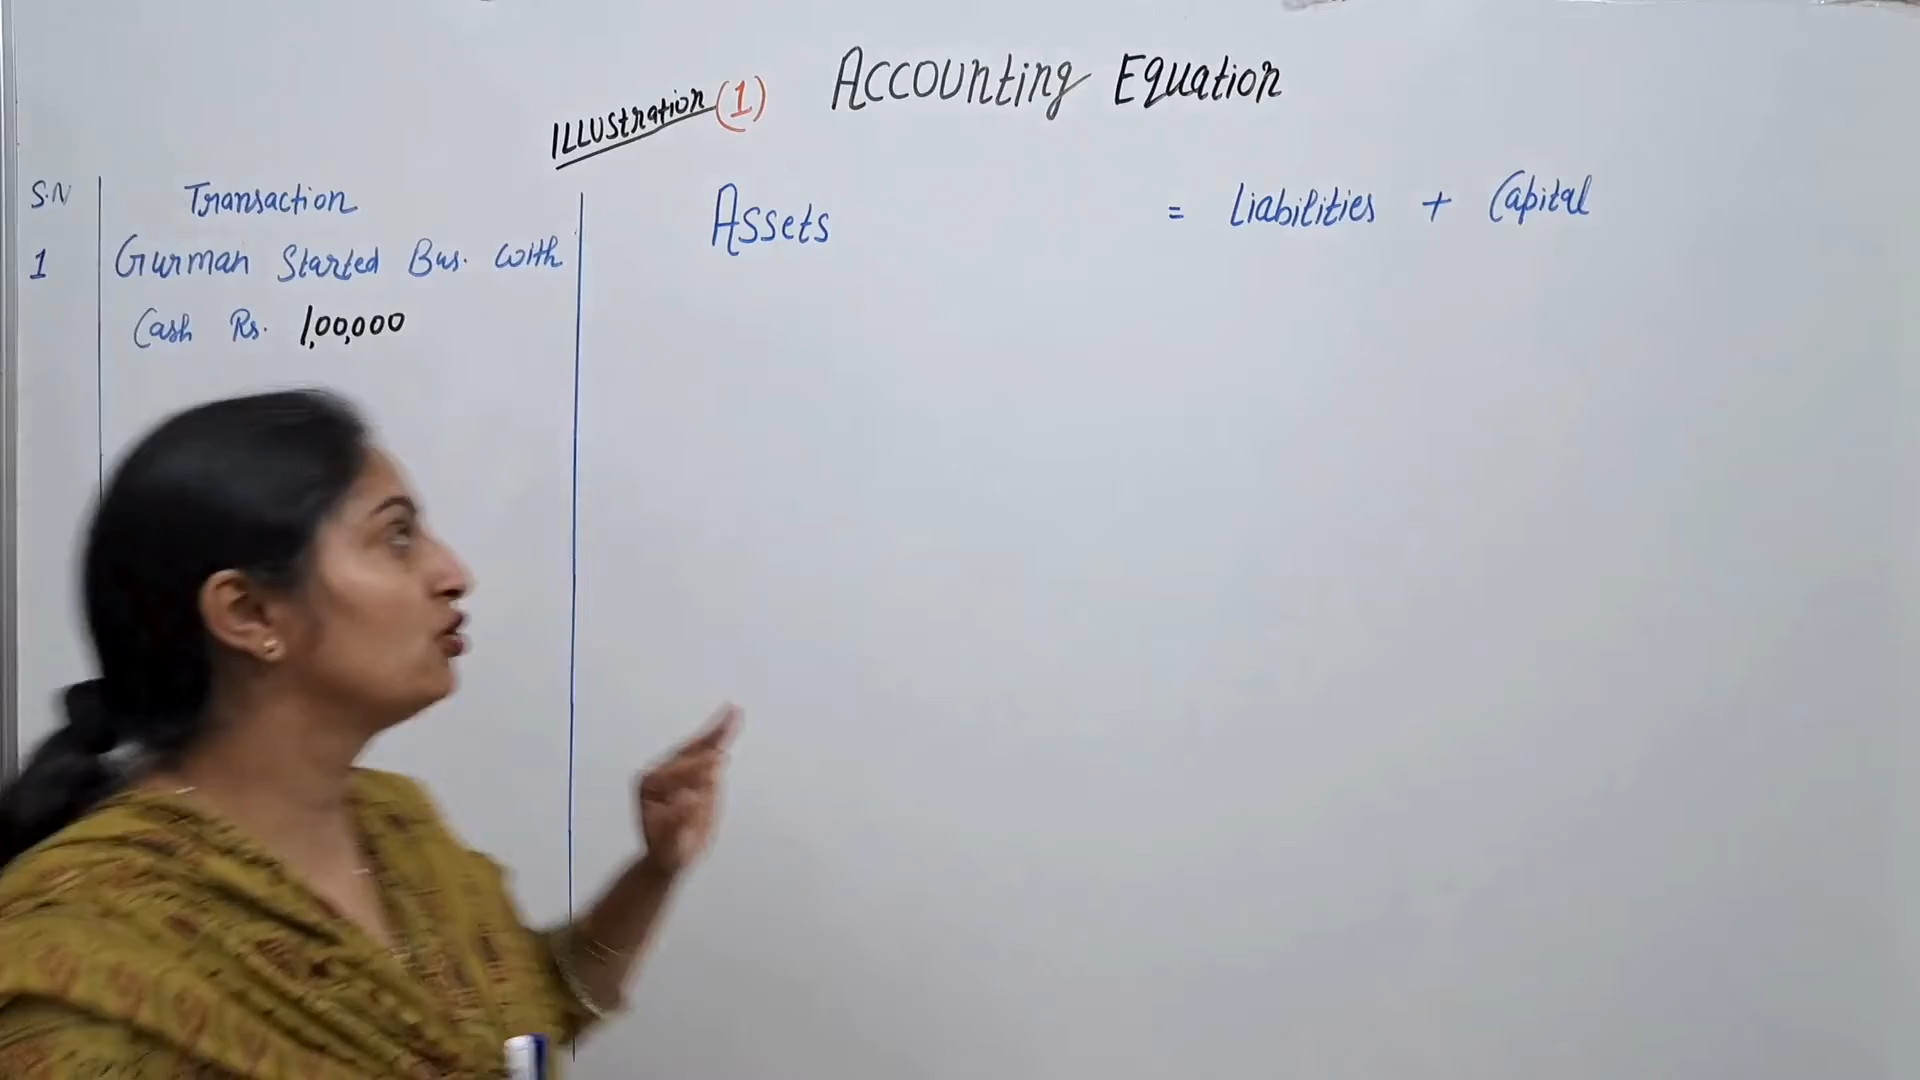 Accounting Equation
Illustration (1)
S.N Transaction Assets = Liabilities + Capital
1 Gurman Started Bus. with
Cash Rs. 1,00,000